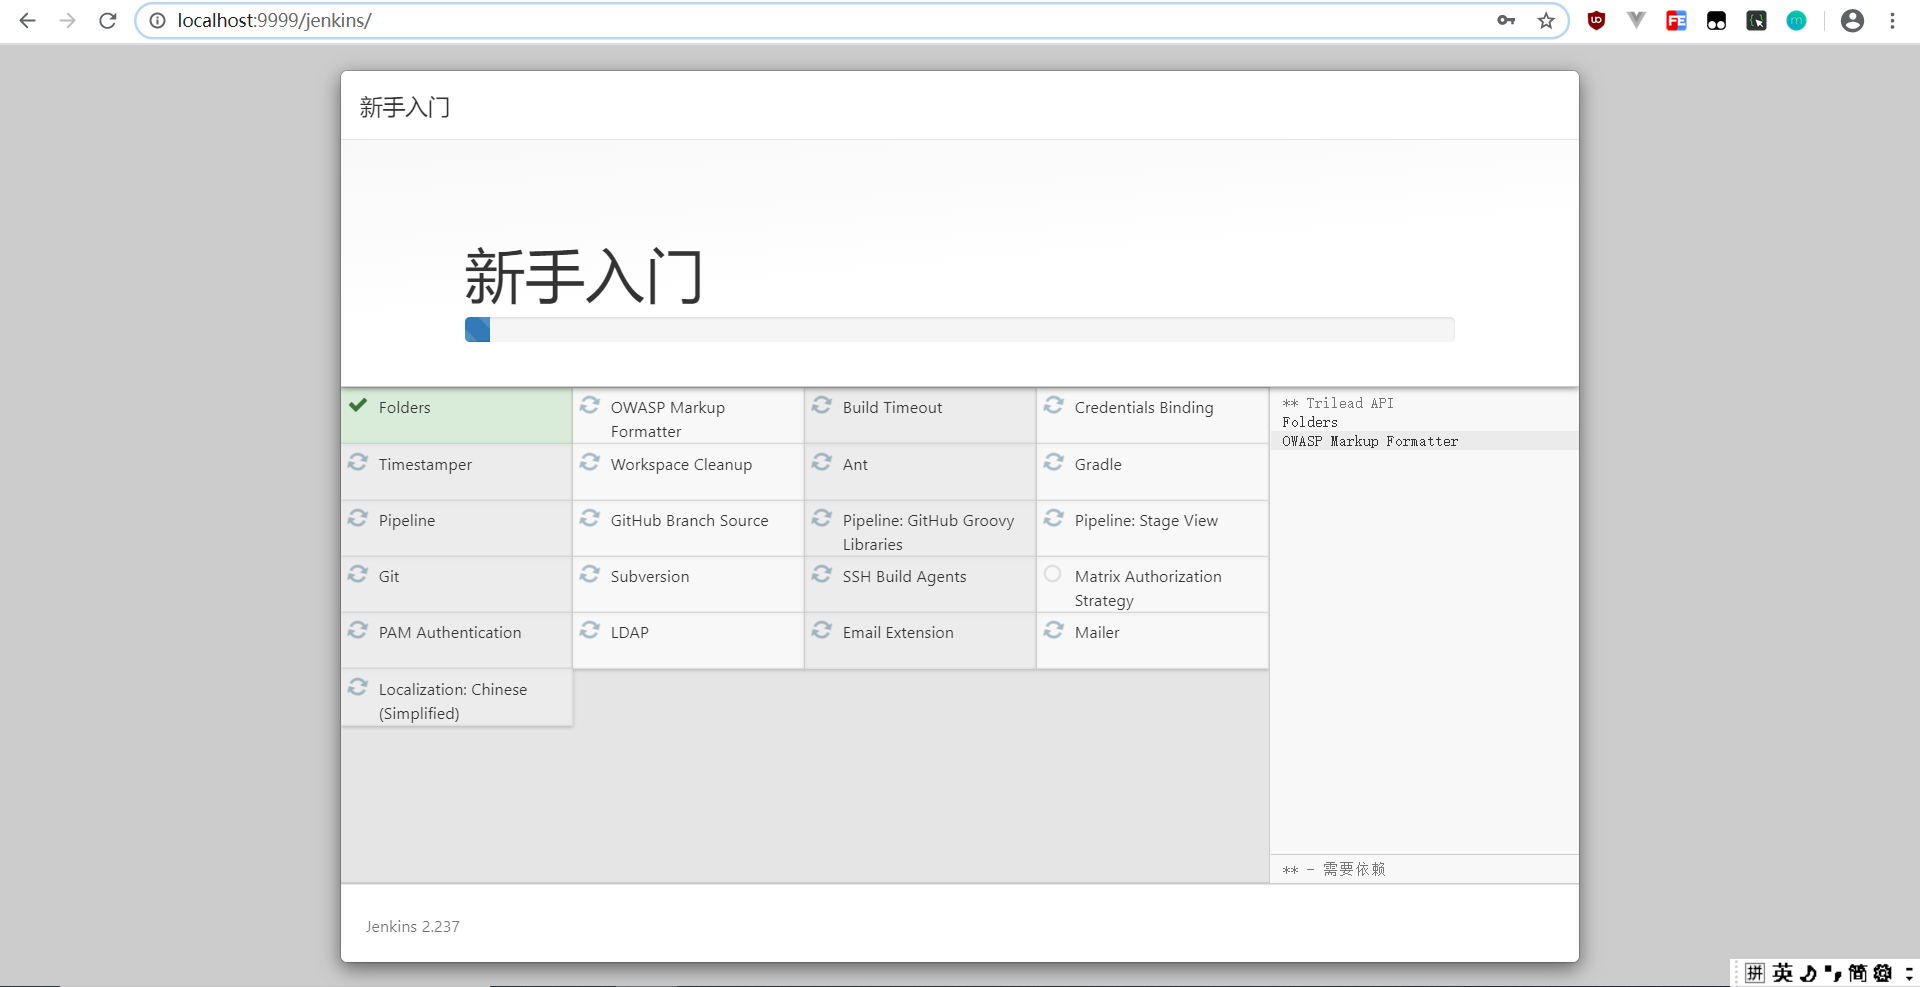 localhost:9999/jenkins/
新手入门
新手入门
Folders
OWASP Markup
Formatter
Build Timeout
Credentials Binding
Timestamper
Workspace Cleanup
Ant
Gradle
Pipeline
GitHub Branch Source
Pipeline: GitHub Groovy
Libraries
Pipeline: Stage View
Git
Subversion
SSH Build Agents
Matrix Authorization
Strategy
PAM Authentication
LDAP
Email Extension
Mailer
Localization: Chinese
(Simplified)
** Trilead API
Folders
OWASP Markup Formatter
** - 需要依赖
Jenkins 2.237
拼 英 简